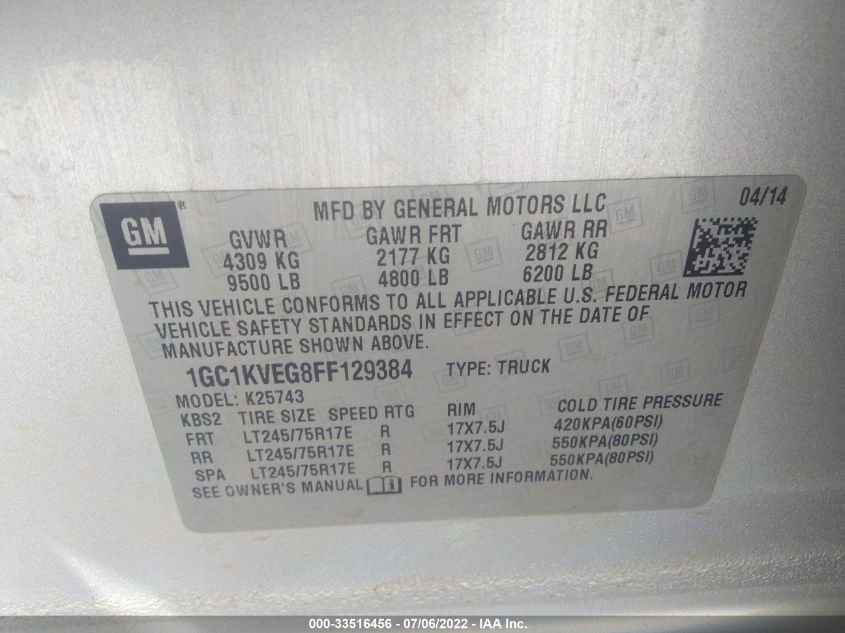 GM®
MFD BY GENERAL MOTORS LLC
04/14
GVWR GAWR FRT GAWR RR
4309 KG 2177 KG 2812 KG
9500 LB 4800 LB 6200 LB
THIS VEHICLE CONFORMS TO ALL APPLICABLE U.S. FEDERAL MOTOR
VEHICLE SAFETY STANDARDS IN EFFECT ON THE DATE OF
MANUFACTURE SHOWN ABOVE.
1GC1KVEG8FF129384 TYPE: TRUCK
MODEL: K25743
KBS2 TIRE SIZE SPEED RTG RIM COLD TIRE PRESSURE
FRT LT245/75R17E R 17X7.5J 420KPA(60PSI)
RR LT245/75R17E R 17X7.5J 550KPA(80PSI)
SPA LT245/75R17E R 17X7.5J 550KPA(80PSI)
SEE OWNER'S MANUAL FOR MORE INFORMATION.
000-33516456 - 07/06/2022 - IAA Inc.